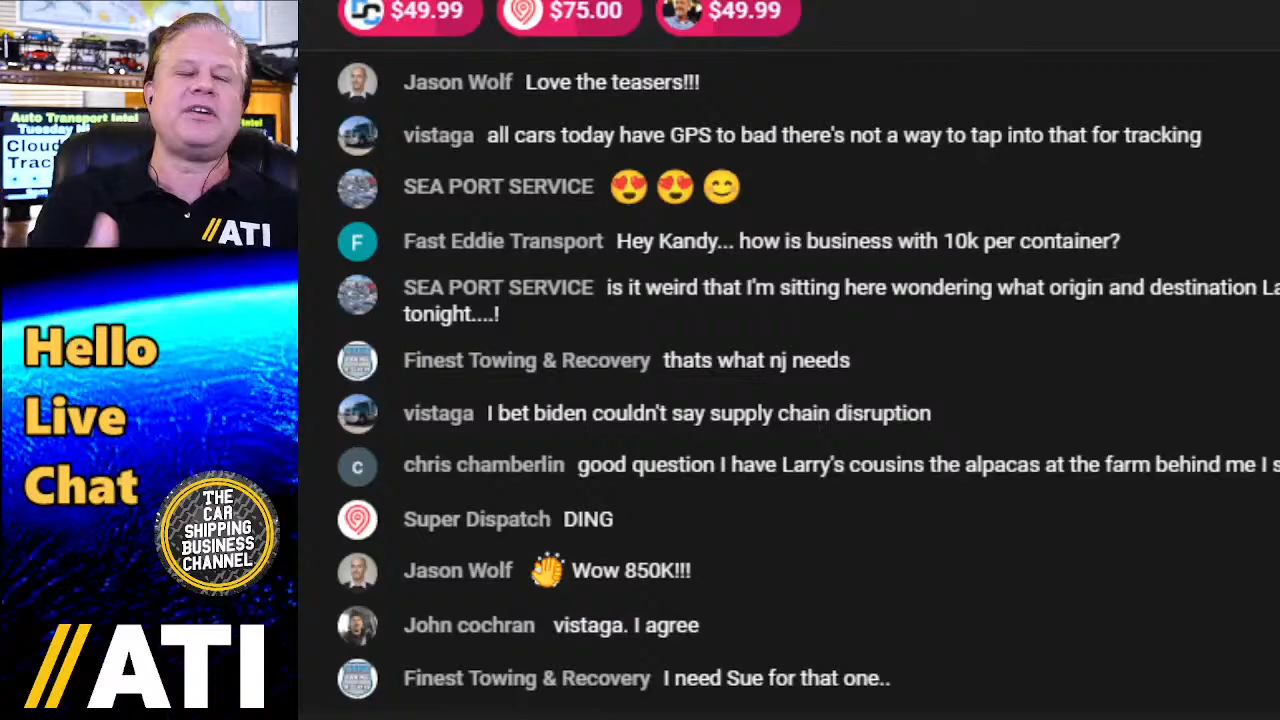 $49.99 $75.00 $49.99
Auto Transport Intel
Tuesday
Cloud
Trac
//ATI
Jason Wolf Love the teasers!!!
vistaga all cars today have GPS to bad there's not a way to tap into that for tracking
SEA PORT SERVICE 😍 😍 😊
F Fast Eddie Transport Hey Kandy... how is business with 10k per container?
SEA PORT SERVICE is it weird that I'm sitting here wondering what origin and destination
tonight....!
Finest Towing & Recovery thats what nj needs
vistaga I bet biden couldn't say supply chain disruption
c chris chamberlin good question I have Larry's cousins the alpacas at the farm behind me I
Super Dispatch DING
Jason Wolf 👏 Wow 850K!!!
John cochran vistaga. I agree
Finest Towing & Recovery I need Sue for that one..
Hello
Live
Chat
THE
CAR
SHIPPING
BUSINESS
CHANNEL
//ATI